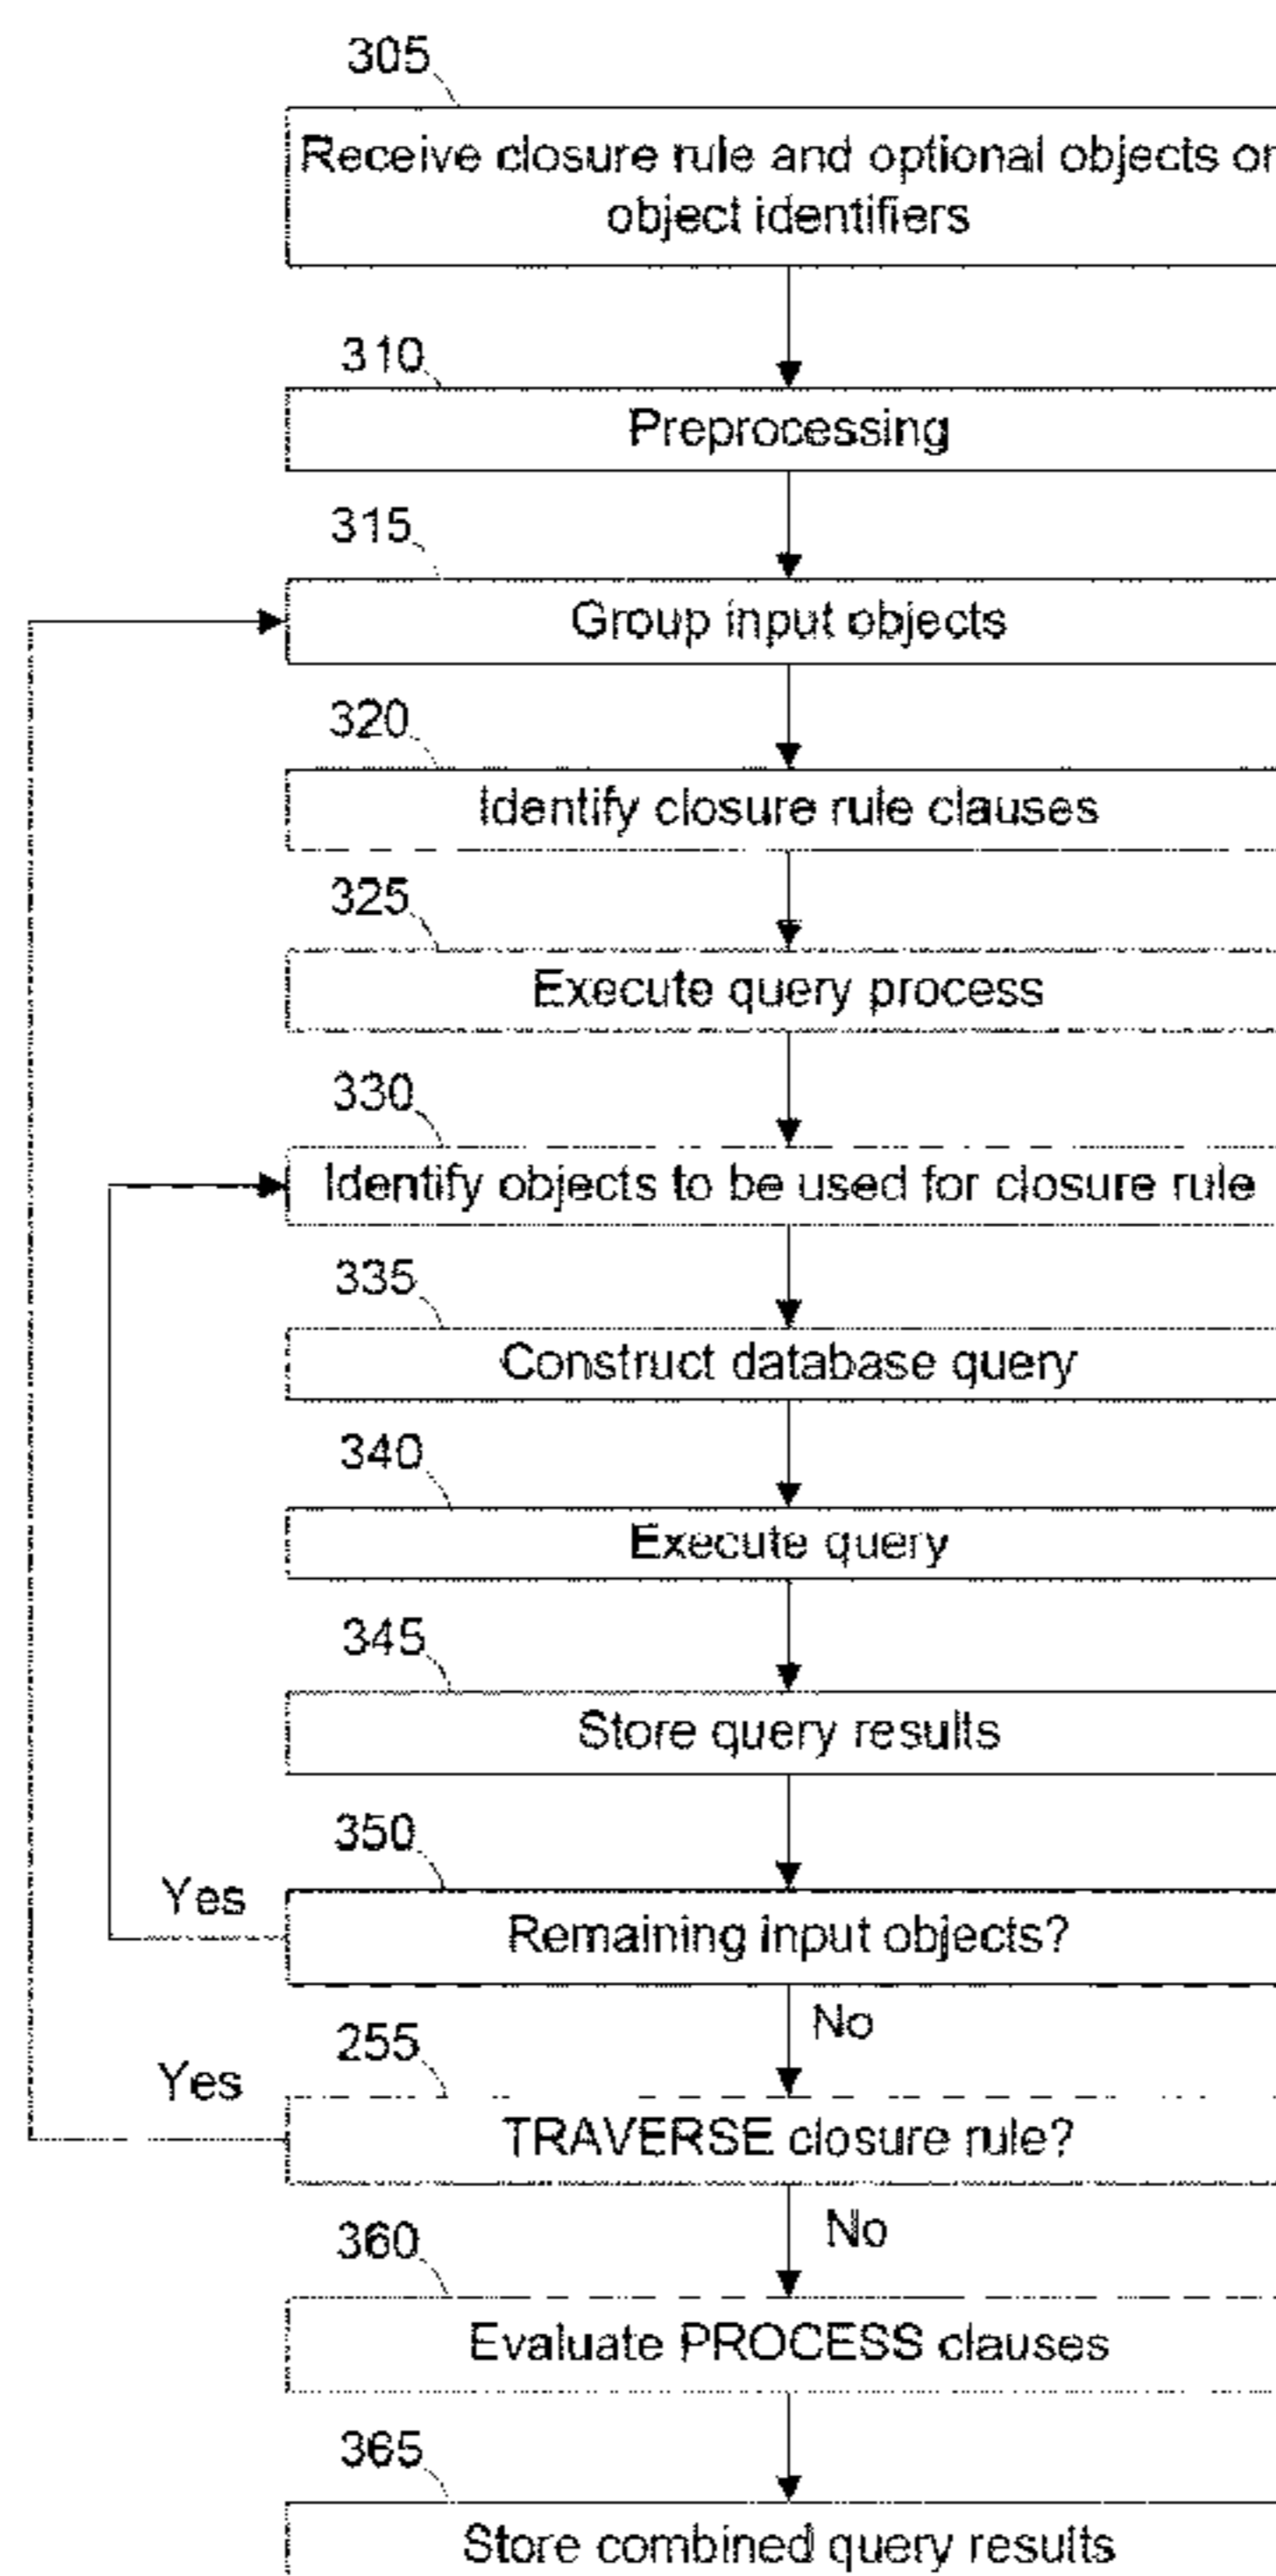 305
Receive closure rule and optional objects or
object identifiers
310
Preprocessing
315
Group input objects
320
Identify closure rule clauses
325
Execute query process
330
Identify objects to be used for closure rule
335
Construct database query
340
Execute query
345
Store query results
350
Yes
Remaining input objects?
No
255
Yes
TRAVERSE closure rule?
No
360
Evaluate PROCESS clauses
365
Store combined query results